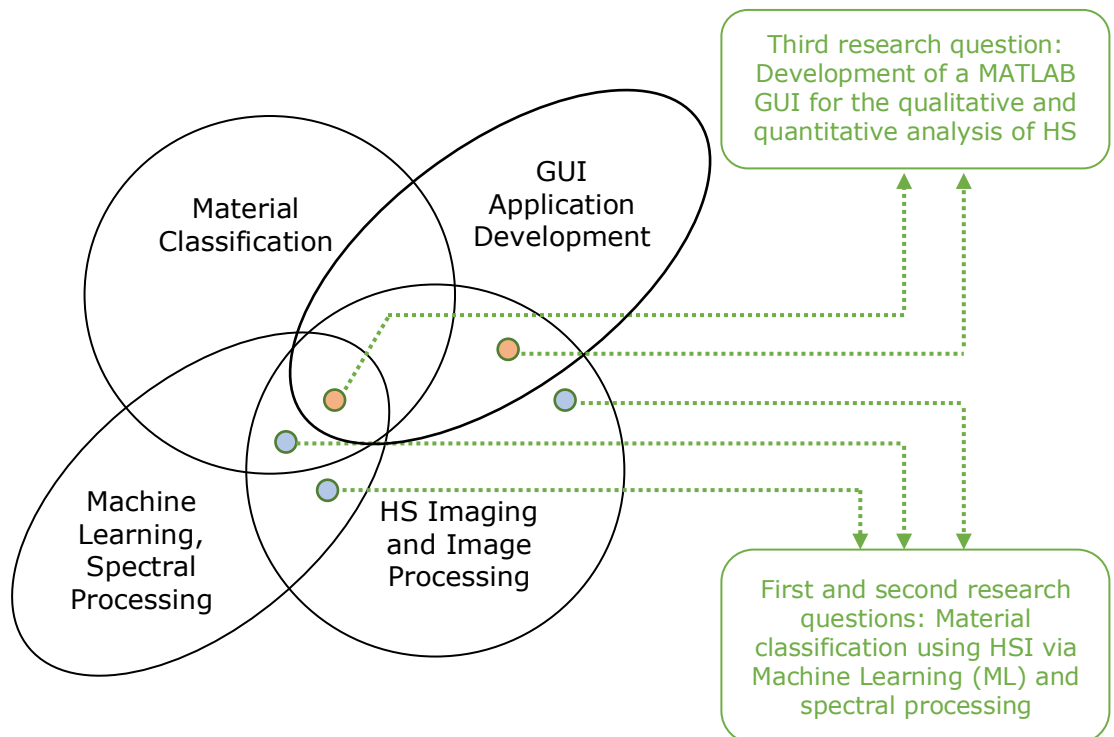 Third research question:
Development of a MATLAB
GUI for the qualitative and
quantitative analysis of HS
GUI
Application
Development
Material
Classification
Machine
Learning,
Spectral
Processing
HS Imaging
and Image
Processing
First and second research
questions: Material
classification using HSI via
Machine Learning (ML) and
spectral processing